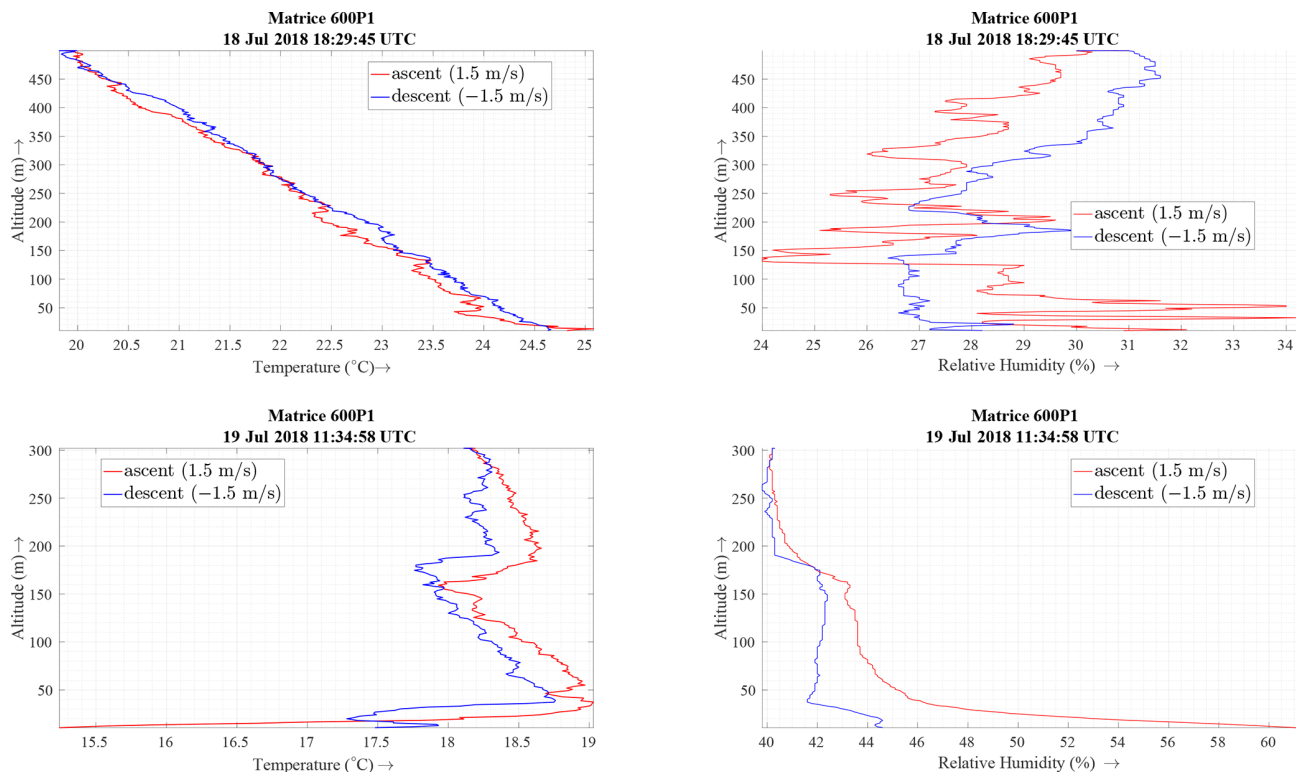 Matrice 600P1
18 Jul 2018 18:29:45 UTC
Altitude (m)→
450
400
350
300
250
200
150
100
50
ascent (1.5 m/s)
descent (−1.5 m/s)
20 20.5 21 21.5 22 22.5 23 23.5 24 24.5 25
Temperature (°C)→
Matrice 600P1
18 Jul 2018 18:29:45 UTC
Altitude (m)→
450
400
350
300
250
200
150
100
50
ascent (1.5 m/s)
descent (−1.5 m/s)
24 25 26 27 28 29 30 31 32 33 34
Relative Humidity (%) →
Matrice 600P1
19 Jul 2018 11:34:58 UTC
Altitude (m)→
300
250
200
150
100
50
ascent (1.5 m/s)
descent (−1.5 m/s)
15.5 16 16.5 17 17.5 18 18.5 19
Temperature (°C)→
Matrice 600P1
19 Jul 2018 11:34:58 UTC
Altitude (m)→
300
250
200
150
100
50
ascent (1.5 m/s)
descent (−1.5 m/s)
40 42 44 46 48 50 52 54 56 58 60
Relative Humidity (%) →